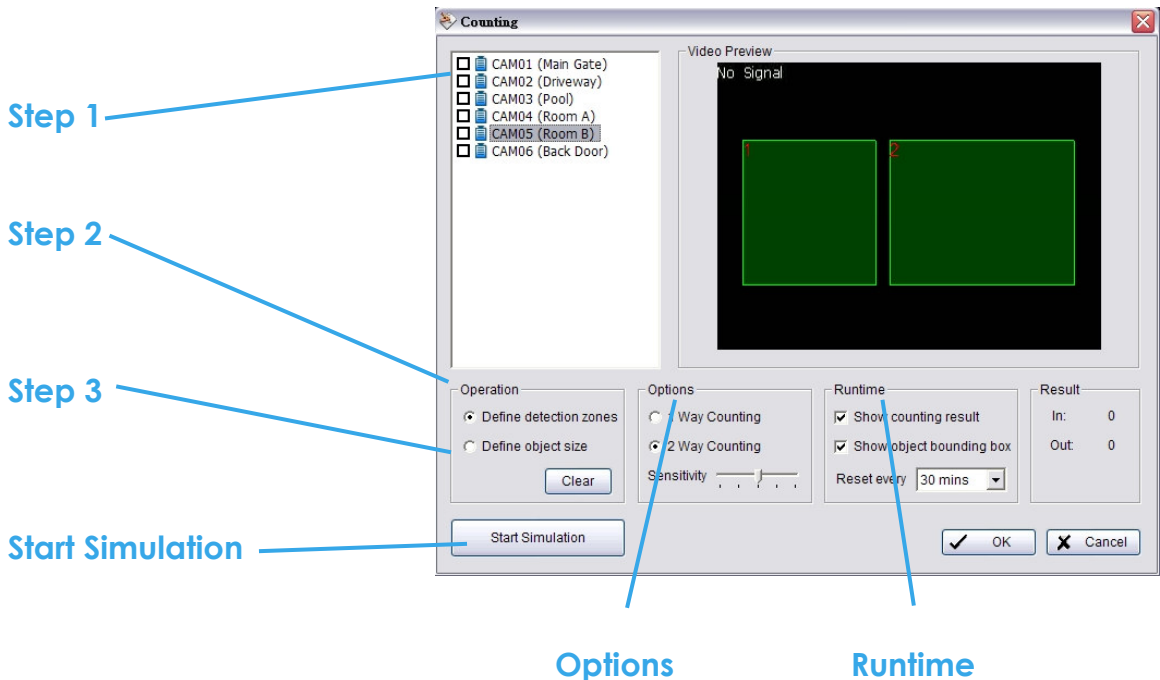 Counting
CAM01 (Main Gate)
CAM02 (Driveway)
CAM03 (Pool)
CAM04 (Room A)
CAM05 (Room B)
CAM06 (Back Door)
Video Preview
No Signal
1
2
Step 1
Step 2
Step 3
Operation
Define detection zones
Define object size
Clear
Options
1 Way Counting
2 Way Counting
Sensitivity
Runtime
Show counting result
Show object bounding box
Reset every 30 mins
Result
In: 0
Out: 0
Start Simulation
Start Simulation
OK
Cancel
Options
Runtime